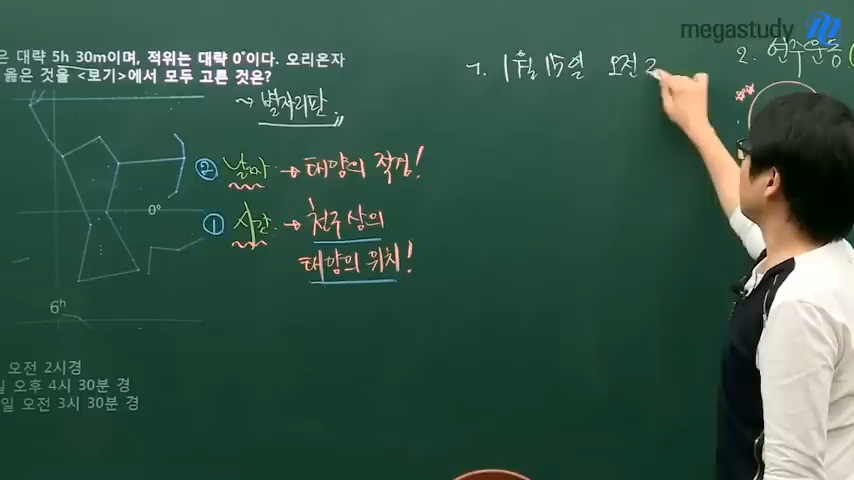 megastudy
은 대략 5h 30m이며, 적위는 대략 0°이다. 오리온자
옳은 것을 <보기>에서 모두 고른 것은?
→ 별자리판
② 날짜 → 태양의 적경!
① 시간 → 천구상의
태양의 위치!
0°
6h
오전 2시경
일 오후 4시 30분 경
일 오전 3시 30분 경
ㄱ. 1월 15일 오전 2
2. 연주운동